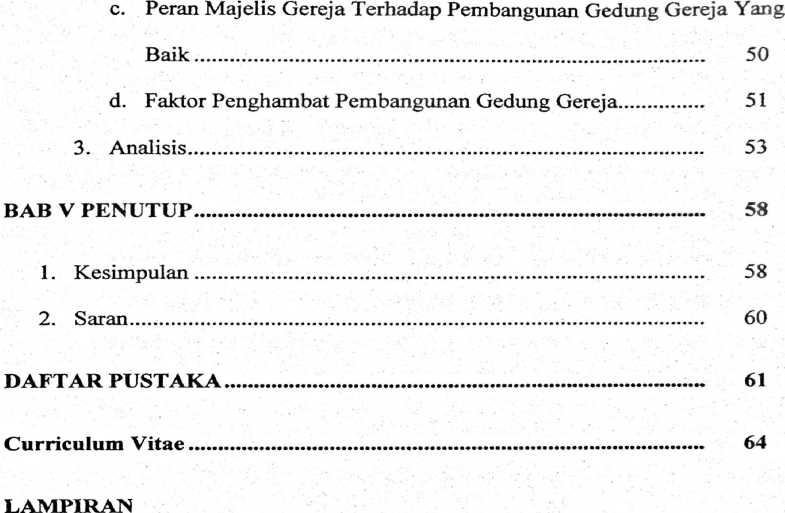 c. Peran Majelis Gereja Terhadap Pembangunan Gedung Gereja Yang
Baik ........................................................................................ 50
d. Faktor Penghambat Pembangunan Gedung Gereja............... 51
3. Analisis......................................................................................... 53
BAB V PENUTUP........................................................................................ 58
1. Kesimpulan ........................................................................................ 58
2. Saran.................................................................................................. 60
DAFTAR PUSTAKA................................................................................... 61
Curriculum Vitae ......................................................................................... 64
LAMPIRAN